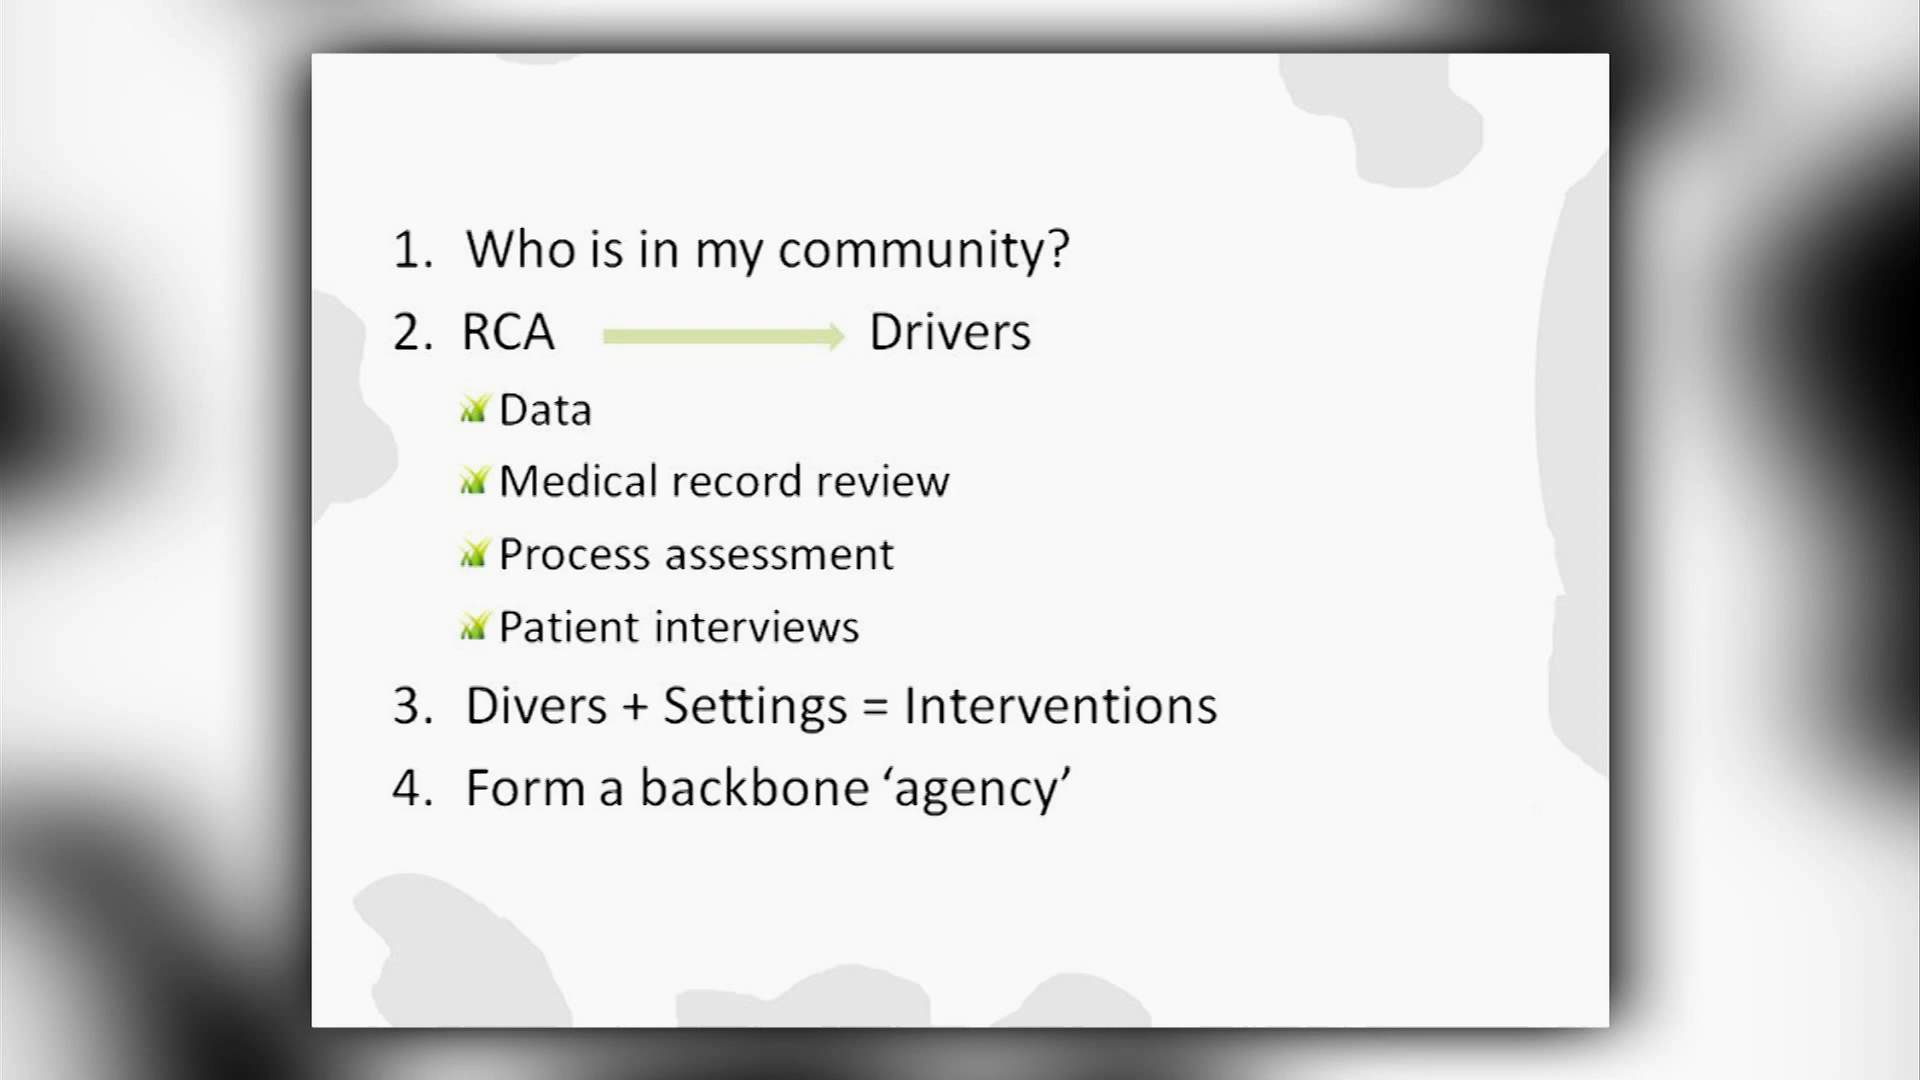 1. Who is in my community?
2. RCA Drivers
Data
Medical record review
Process assessment
Patient interviews
3. Divers + Settings = Interventions
4. Form a backbone ‘agency’